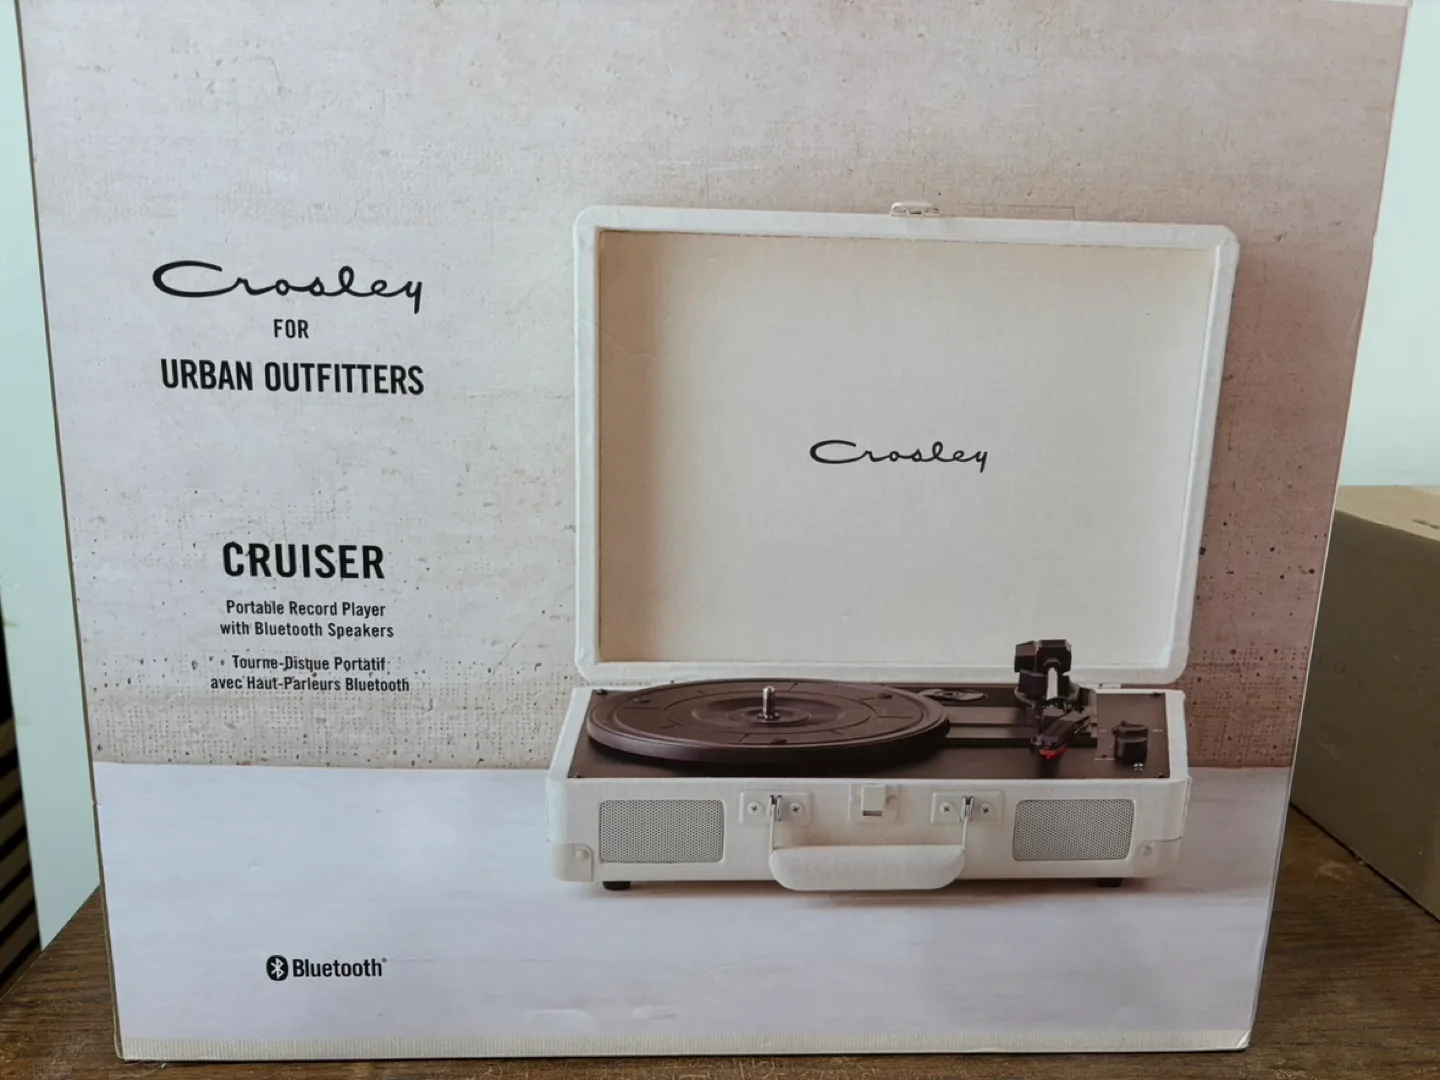 Crosley
FOR
URBAN OUTFITTERS
CRUISER
Portable Record Player
with Bluetooth Speakers
Tourne-Disque Portatif
avec Haut-Parleurs Bluetooth
Bluetooth®
Crosley